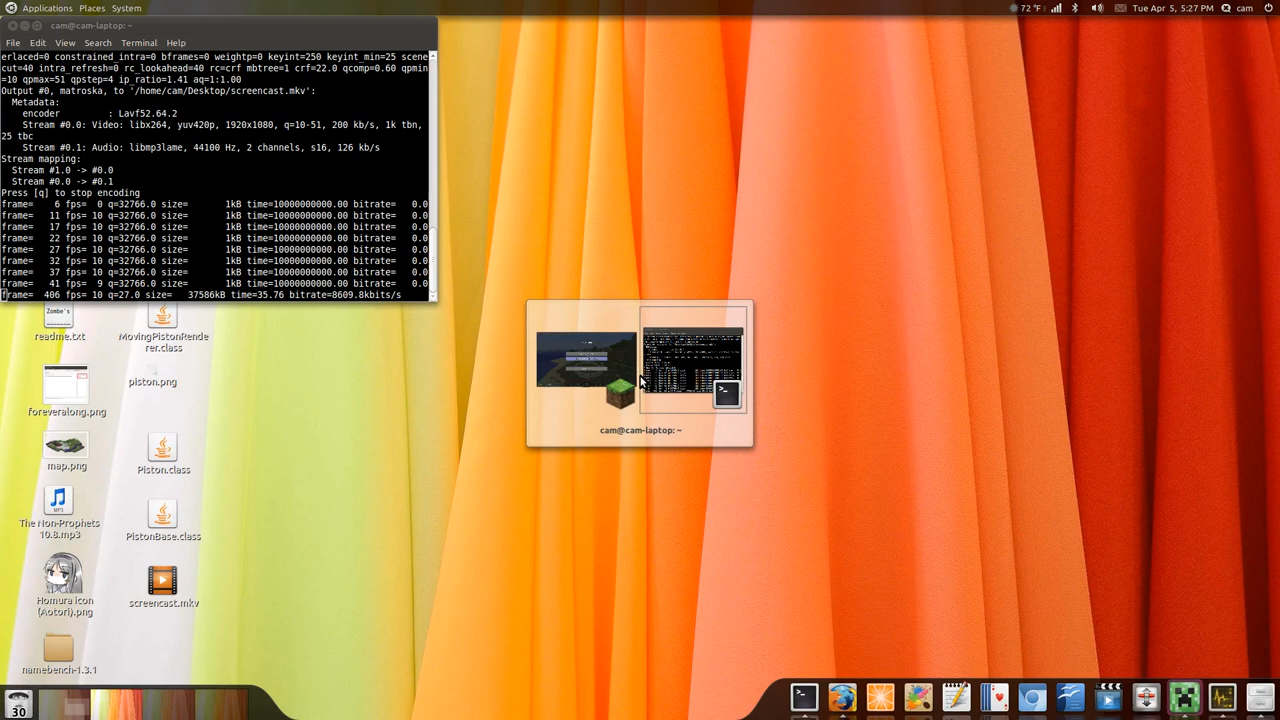 Applications Places System
72 °F
Tue Apr 5, 5:27 PM
cam
cam@cam-laptop: ~
File Edit View Search Terminal Help
erlaced=0 constrained_intra=0 bframes=0 weightp=0 keyint=250 keyint_min=25 scene
cut=40 intra_refresh=0 rc_lookahead=40 rc=crf mbtree=1 crf=22.0 qcomp=0.60 qpmin
=10 qpmax=51 qpstep=4 ip_ratio=1.41 aq=1:1.00
Output #0, matroska, to '/home/cam/Desktop/screencast.mkv':
Metadata:
encoder : Lavf52.64.2
Stream #0.0: Video: libx264, yuv420p, 1920x1080, q=10-51, 200 kb/s, 1k tbn,
25 tbc
Stream #0.1: Audio: libmp3lame, 44100 Hz, 2 channels, s16, 126 kb/s
Stream mapping:
Stream #1.0 -> #0.0
Stream #0.0 -> #0.1
Press [q] to stop encoding
frame= 6 fps= 0 q=32766.0 size= 1kB time=10000000000.00 bitrate= 0.0
frame= 11 fps= 10 q=32766.0 size= 1kB time=10000000000.00 bitrate= 0.0
frame= 17 fps= 10 q=32766.0 size= 1kB time=10000000000.00 bitrate= 0.0
frame= 22 fps= 10 q=32766.0 size= 1kB time=10000000000.00 bitrate= 0.0
frame= 27 fps= 10 q=32766.0 size= 1kB time=10000000000.00 bitrate= 0.0
frame= 32 fps= 10 q=32766.0 size= 1kB time=10000000000.00 bitrate= 0.0
frame= 37 fps= 10 q=32766.0 size= 1kB time=10000000000.00 bitrate= 0.0
frame= 41 fps= 9 q=32766.0 size= 1kB time=10000000000.00 bitrate= 0.0
frame= 406 fps= 10 q=27.0 size= 37586kB time=35.76 bitrate=8609.8kbits/s
Zombe's
readme.txt
MovingPistonRende
rer.class
foreveralong.png
piston.png
map.png
Piston.class
The Non-Prophets
10.8.mp3
PistonBase.class
Homura icon
(Aotori).png
screencast.mkv
namebench-1.3.1
cam@cam-laptop: ~
30